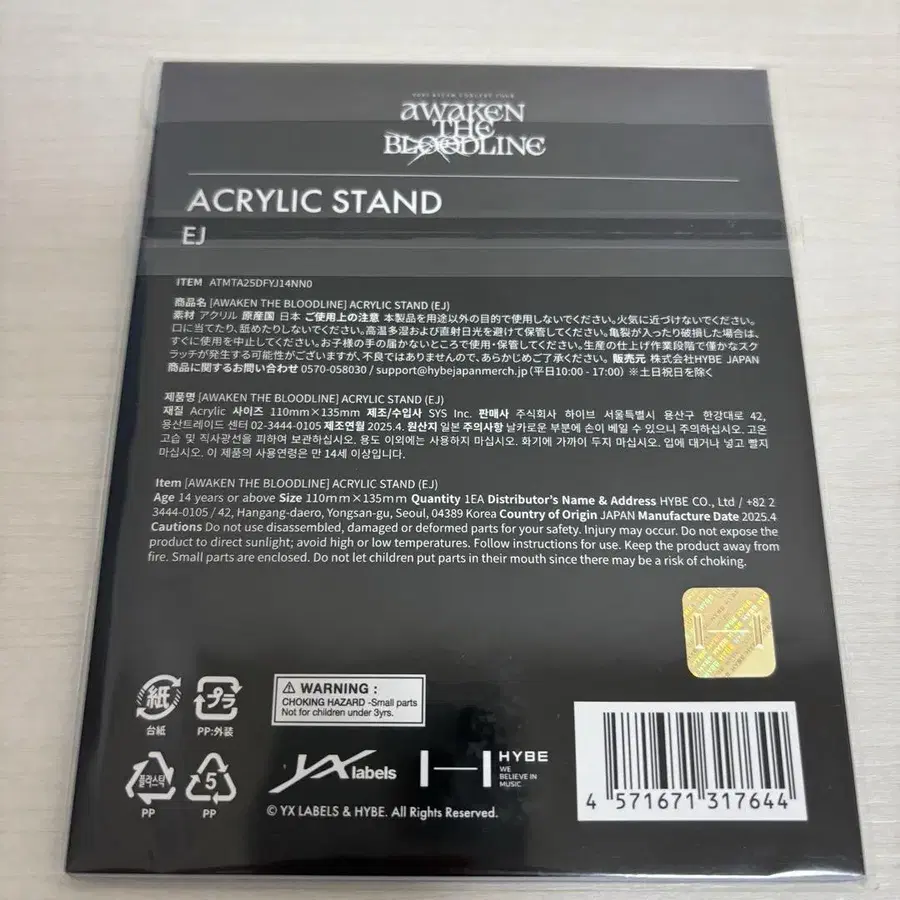 AWAKEN
THE
BLOODLINE
ACRYLIC STAND
EJ
ITEM ATMTA25DFYJ14NN0
商品名 [AWAKEN THE BLOODLINE] ACRYLIC STAND (EJ)
素材 アクリル 原産国 日本 ご使用上の注意 本製品を用途以外の目的で使用しないでください。火気に近づけないでください。
口に当てたり、舐めたりしないでください。高温多湿および直射日光を避けて保管してください。亀裂が入ったり破損した場合は、
すぐに使用を中止してください。お子様の手の届かないところで使用・保管してください。生産の仕上げ作業段階で僅かなスク
ラッチが発生する可能性がございますが、不良ではありませんので、あらかじめご了承ください。 販売元 株式会社HYBE JAPAN
商品に関するお問い合わせ 0570-058030 / support@hybejapanmerch.jp (平日10:00 - 17:00) ※土日祝日を除く
제품명 [AWAKEN THE BLOODLINE] ACRYLIC STAND (EJ)
재질 Acrylic 사이즈 110mm×135mm 제조/수입사 SYS Inc. 판매사 주식회사 하이브 서울특별시 용산구 한강대로 42,
용산트레이드 센터 02-3444-0105 제조연월 2025.4. 원산지 일본 주의사항 날카로운 부분에 손이 베일 수 있으니 주의하십시오. 고온
고습 및 직사광선을 피하여 보관하십시오. 용도 이외에는 사용하지 마십시오. 화기에 가까이 두지 마십시오. 입에 대거나 넣고 빨지
마십시오. 이 제품의 사용연령은 만 14세 이상입니다.
Item [AWAKEN THE BLOODLINE] ACRYLIC STAND (EJ)
Age 14 years or above Size 110mm×135mm Quantity 1EA Distributor's Name & Address HYBE CO., Ltd / +82 2
3444-0105 / 42, Hangang-daero, Yongsan-gu, Seoul, 04389 Korea Country of Origin JAPAN Manufacture Date 2025.4
Cautions Do not use disassembled, damaged or deformed parts for your safety. Injury may occur. Do not expose the
product to direct sunlight; avoid high or low temperatures. Follow instructions for use. Keep the product away from
fire. Small parts are enclosed. Do not let children put parts in their mouth since there may be a risk of choking.
紙
台紙
プラ
PP:外装
WARNING :
CHOKING HAZARD -Small parts
Not for children under 3yrs.
플라스틱
PP
5
PP
YX labels
HYBE
WE
BELIEVE IN
MUSIC
© YX LABELS & HYBE. All Rights Reserved.
4 571671 317644